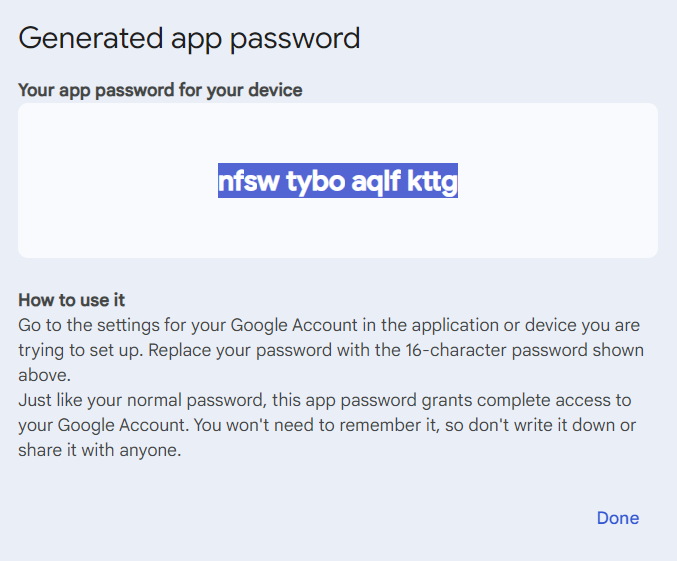 Generated app password
Your app password for your device
nfsw tybo aqlf kttg
How to use it
Go to the settings for your Google Account in the application or device you are
trying to set up. Replace your password with the 16-character password shown
above.
Just like your normal password, this app password grants complete access to
your Google Account. You won't need to remember it, so don't write it down or
share it with anyone.
Done